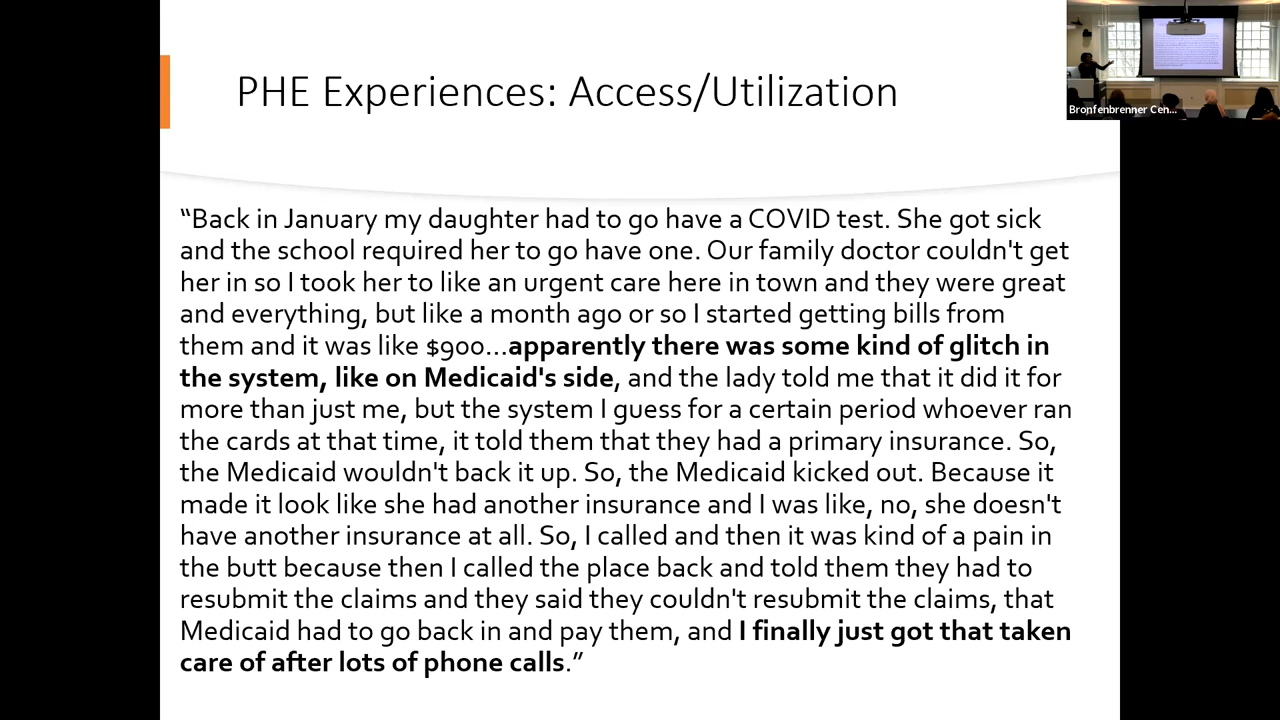 PHE Experiences: Access/Utilization
Bronfenbrenner Cen...
“Back in January my daughter had to go have a COVID test. She got sick
and the school required her to go have one. Our family doctor couldn't get
her in so I took her to like an urgent care here in town and they were great
and everything, but like a month ago or so I started getting bills from
them and it was like $900...apparently there was some kind of glitch in
the system, like on Medicaid's side, and the lady told me that it did it for
more than just me, but the system I guess for a certain period whoever ran
the cards at that time, it told them that they had a primary insurance. So,
the Medicaid wouldn't back it up. So, the Medicaid kicked out. Because it
made it look like she had another insurance and I was like, no, she doesn't
have another insurance at all. So, I called and then it was kind of a pain in
the butt because then I called the place back and told them they had to
resubmit the claims and they said they couldn't resubmit the claims, that
Medicaid had to go back in and pay them, and I finally just got that taken
care of after lots of phone calls.”